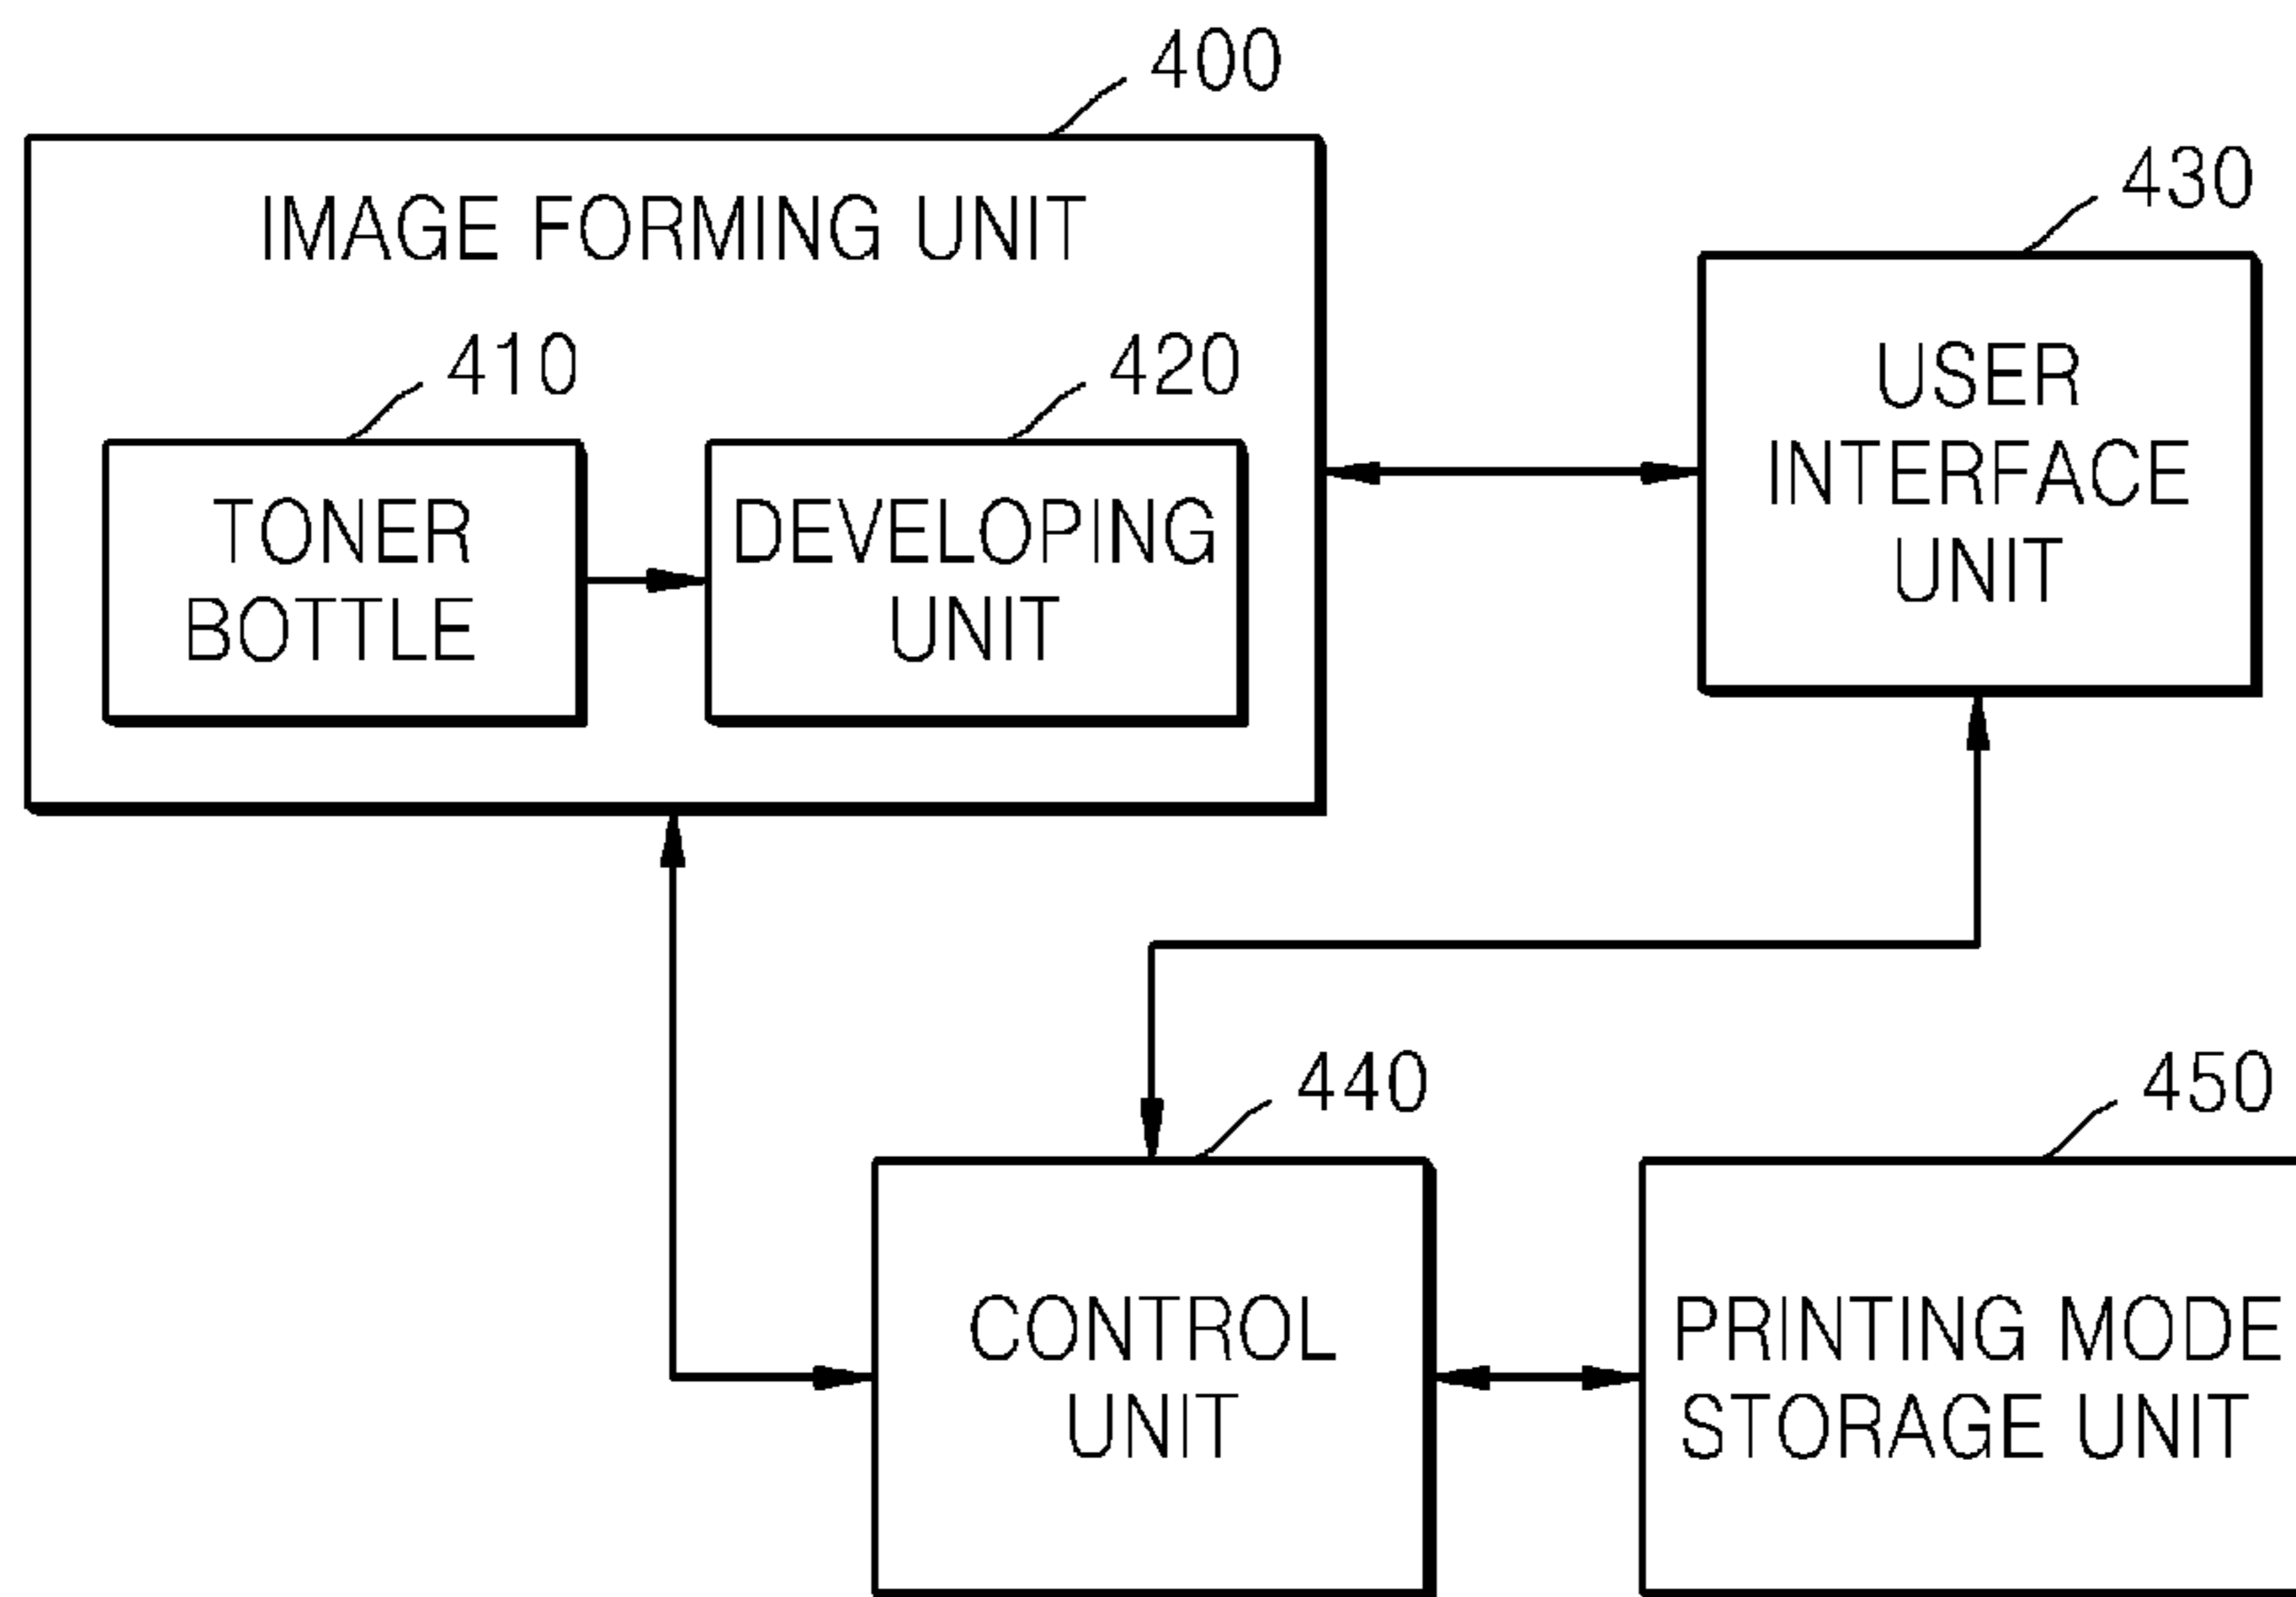 400
IMAGE FORMING UNIT
430
410
420
USER
INTERFACE
UNIT
TONER
BOTTLE
DEVELOPING
UNIT
440
450
CONTROL
UNIT
PRINTING MODE
STORAGE UNIT